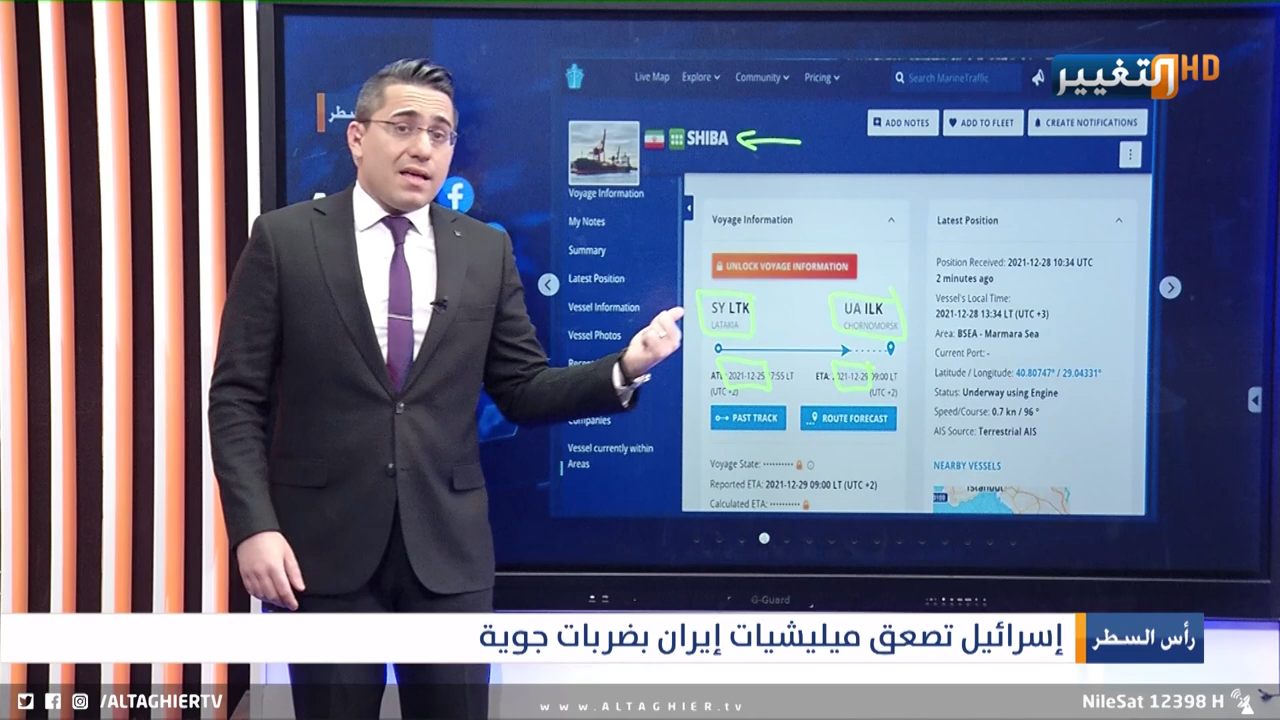 التغيير HD
Live Map Explore Community Pricing Search MarineTraffic
ADD NOTES ADD TO FLEET CREATE NOTIFICATIONS
SHIBA
Voyage Information
My Notes
Summary
Latest Position
Vessel Information
Vessel Photos
Companies
Vessel currently within
Areas
Voyage Information
UNLOCK VOYAGE INFORMATION
SY LTK
LATAKIA
UA ILK
CHORNOMORSK
2021-12-25
(UTC +2)
ETA: 2021-12-29 09:00 LT
(UTC +2)
PAST TRACK
ROUTE FORECAST
Voyage State:
Reported ETA: 2021-12-29 09:00 LT (UTC +2)
Calculated ETA:
Latest Position
Position Received: 2021-12-28 10:34 UTC
2 minutes ago
Vessel's Local Time:
2021-12-28 13:34 LT (UTC +3)
Area: BSEA - Marmara Sea
Current Port: -
Latitude / Longitude: 40.80747° / 29.04331°
Status: Underway using Engine
Speed/Course: 0.7 kn / 96 °
AIS Source: Terrestrial AIS
NEARBY VESSELS
Istanbul
G-Guard
رأس السطر
إسرائيل تصعق ميليشيات إيران بضربات جوية
/ALTAGHIERTV
www.ALTAGHIER.tv
NileSat 12398 H